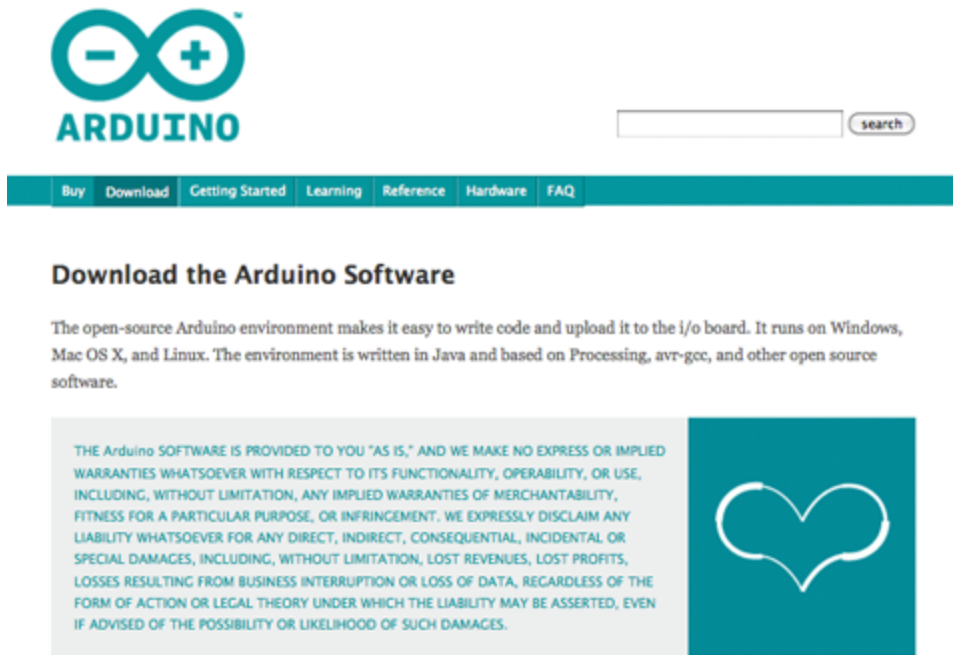 ARDUINO
search
Buy Download Getting Started Learning Reference Hardware FAQ
Download the Arduino Software
The open-source Arduino environment makes it easy to write code and upload it to the i/o board. It runs on Windows,
Mac OS X, and Linux. The environment is written in Java and based on Processing, avr-gcc, and other open source
software.
THE Arduino SOFTWARE IS PROVIDED TO YOU "AS IS," AND WE MAKE NO EXPRESS OR IMPLIED
WARRANTIES WHATSOEVER WITH RESPECT TO ITS FUNCTIONALITY, OPERABILITY, OR USE,
INCLUDING, WITHOUT LIMITATION, ANY IMPLIED WARRANTIES OF MERCHANTABILITY,
FITNESS FOR A PARTICULAR PURPOSE, OR INFRINGEMENT. WE EXPRESSLY DISCLAIM ANY
LIABILITY WHATSOEVER FOR ANY DIRECT, INDIRECT, CONSEQUENTIAL, INCIDENTAL OR
SPECIAL DAMAGES, INCLUDING, WITHOUT LIMITATION, LOST REVENUES, LOST PROFITS,
LOSSES RESULTING FROM BUSINESS INTERRUPTION OR LOSS OF DATA, REGARDLESS OF THE
FORM OF ACTION OR LEGAL THEORY UNDER WHICH THE LIABILITY MAY BE ASSERTED, EVEN
IF ADVISED OF THE POSSIBILITY OR LIKELIHOOD OF SUCH DAMAGES.